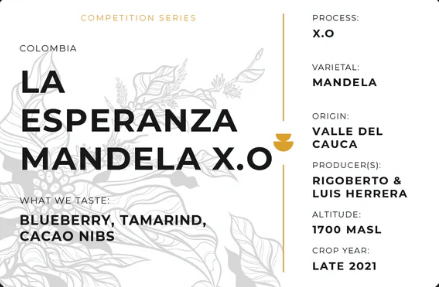 COMPETITION SERIES
COLOMBIA
LA
ESPERANZA
MANDELA X.O
WHAT WE TASTE:
BLUEBERRY, TAMARIND,
CACAO NIBS
PROCESS:
X.O
VARIETAL:
MANDELA
ORIGIN:
VALLE DEL
CAUCA
PRODUCER(S):
RIGOBERTO &
LUIS HERRERA
ALTITUDE:
1700 MASL
CROP YEAR:
LATE 2021